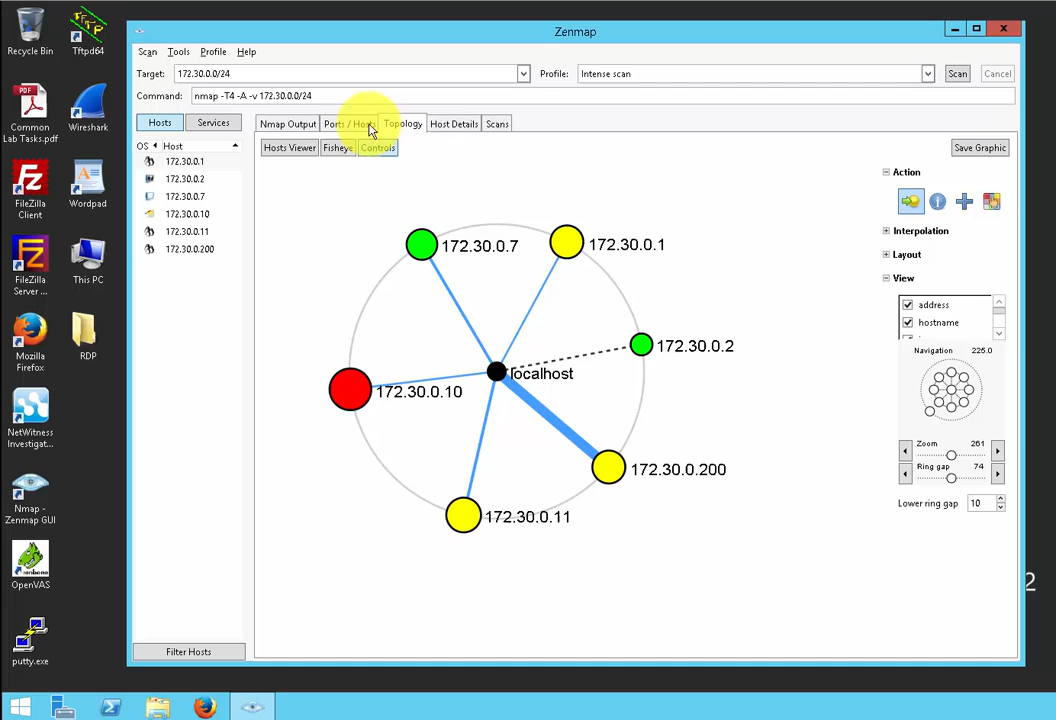 Recycle Bin
Tftpd64
Common
Lab Tasks.pdf
Wireshark
FileZilla
Client
Wordpad
FileZilla
Server ...
This PC
Mozilla
Firefox
RDP
NetWitness
Investigat...
Nmap -
Zenmap GUI
OpenVAS
putty.exe
Zenmap
Scan Tools Profile Help
Target: 172.30.0.0/24 Profile: Intense scan Scan Cancel
Command: nmap -T4 -A -v 172.30.0.0/24
Hosts Services Nmap Output Ports / Hosts Topology Host Details Scans
OS Host
172.30.0.1
172.30.0.2
172.30.0.7
172.30.0.10
172.30.0.11
172.30.0.200
Filter Hosts
Hosts Viewer Fisheye Controls Save Graphic
172.30.0.7
172.30.0.1
172.30.0.2
localhost
172.30.0.10
172.30.0.200
172.30.0.11
Action
Interpolation
Layout
View
address
hostname
Navigation 225.0
Zoom 261
Ring gap 74
Lower ring gap 10
2